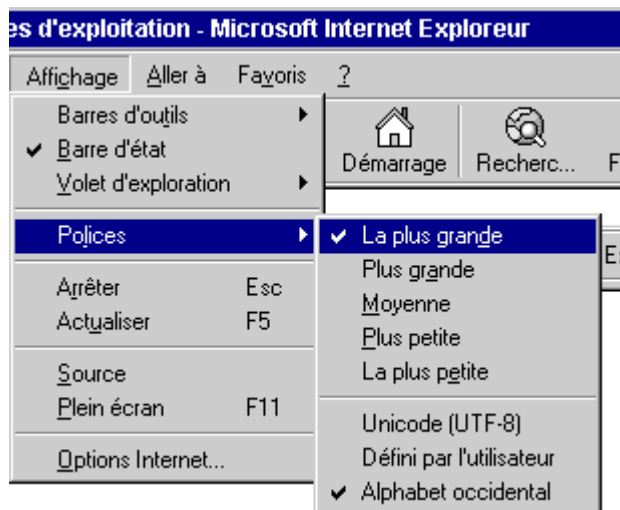 es d'exploitation - Microsoft Internet Exploreur
Affichage Aller à Favoris ?
Barres d'outils
Barre d'état
Volet d'exploration
Polices
Arrêter Esc
Actualiser F5
Source
Plein écran F11
Options Internet...
Démarrage Recherc... F
La plus grande
Plus grande
Moyenne
Plus petite
La plus petite
Unicode (UTF-8)
Défini par l'utilisateur
Alphabet occidental